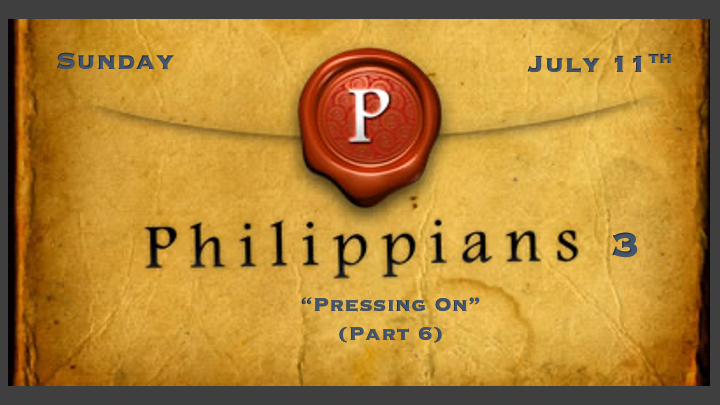 Sunday
July 11th
P
Philippians 3
“Pressing On”
(Part 6)